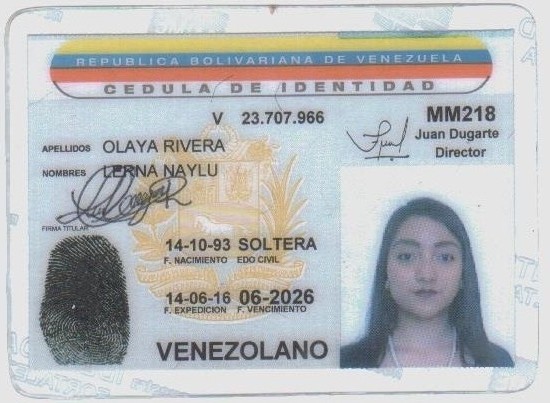 REPUBLICA BOLIVARIANA DE VENEZUELA
CEDULA DE IDENTIDAD
V 23.707.966
MM218
Juan Dugarte
Director
APELLIDOS OLAYA RIVERA
NOMBRES LERNA NAYLU
FIRMA TITULAR
14-10-93 SOLTERA
F. NACIMIENTO EDO CIVIL
14-06-16 06-2026
F. EXPEDICIÓN F. VENCIMIENTO
VENEZOLANO